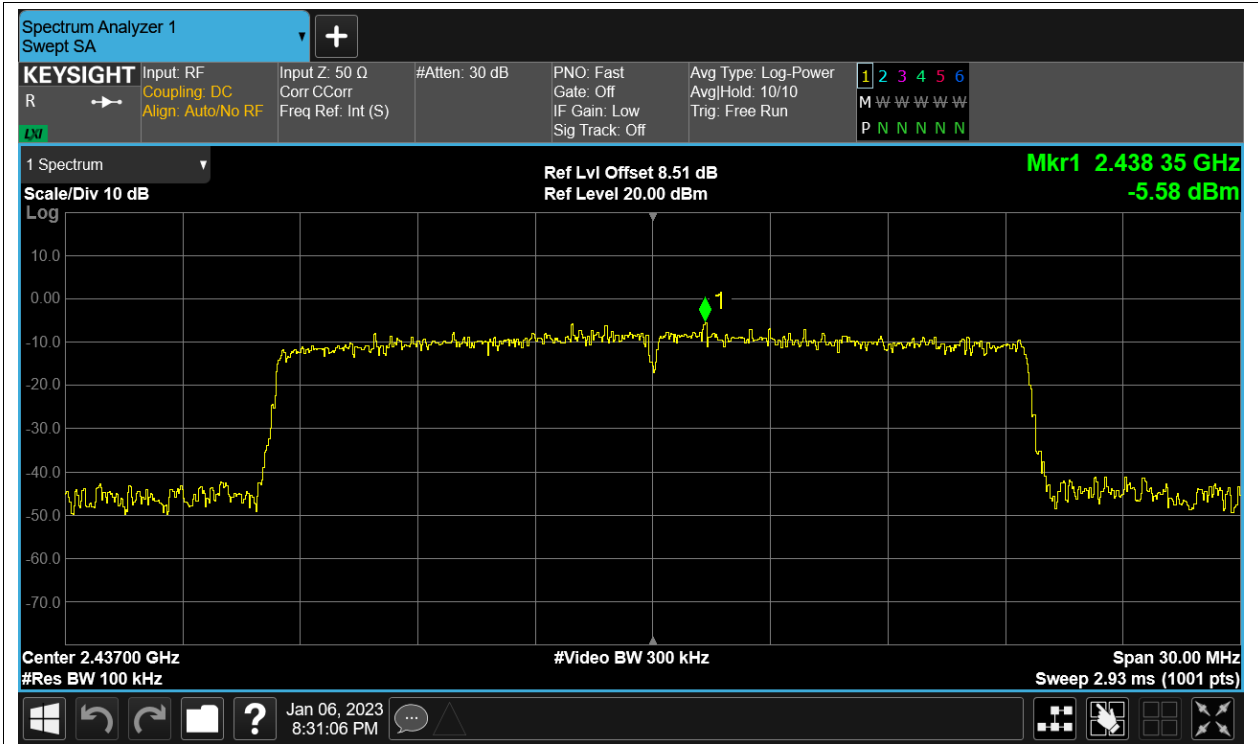 Spectrum Analyzer 1
Swept SA
KEYSIGHT
R
LXI
Input: RF
Coupling: DC
Align: Auto/No RF
Input Z: 50 Ω
Corr CCorr
Freq Ref: Int (S)
#Atten: 30 dB
PNO: Fast
Gate: Off
IF Gain: Low
Sig Track: Off
Avg Type: Log-Power
Avg|Hold: 10/10
Trig: Free Run
1 2 3 4 5 6
M W W W W W
P N N N N N
1 Spectrum
Scale/Div 10 dB
Log
Ref Lvl Offset 8.51 dB
Ref Level 20.00 dBm
Mkr1 2.438 35 GHz
-5.58 dBm
10.0
0.00
-10.0
-20.0
-30.0
-40.0
-50.0
-60.0
-70.0
1
Center 2.43700 GHz
#Res BW 100 kHz
#Video BW 300 kHz
Span 30.00 MHz
Sweep 2.93 ms (1001 pts)
?
Jan 06, 2023
8:31:06 PM